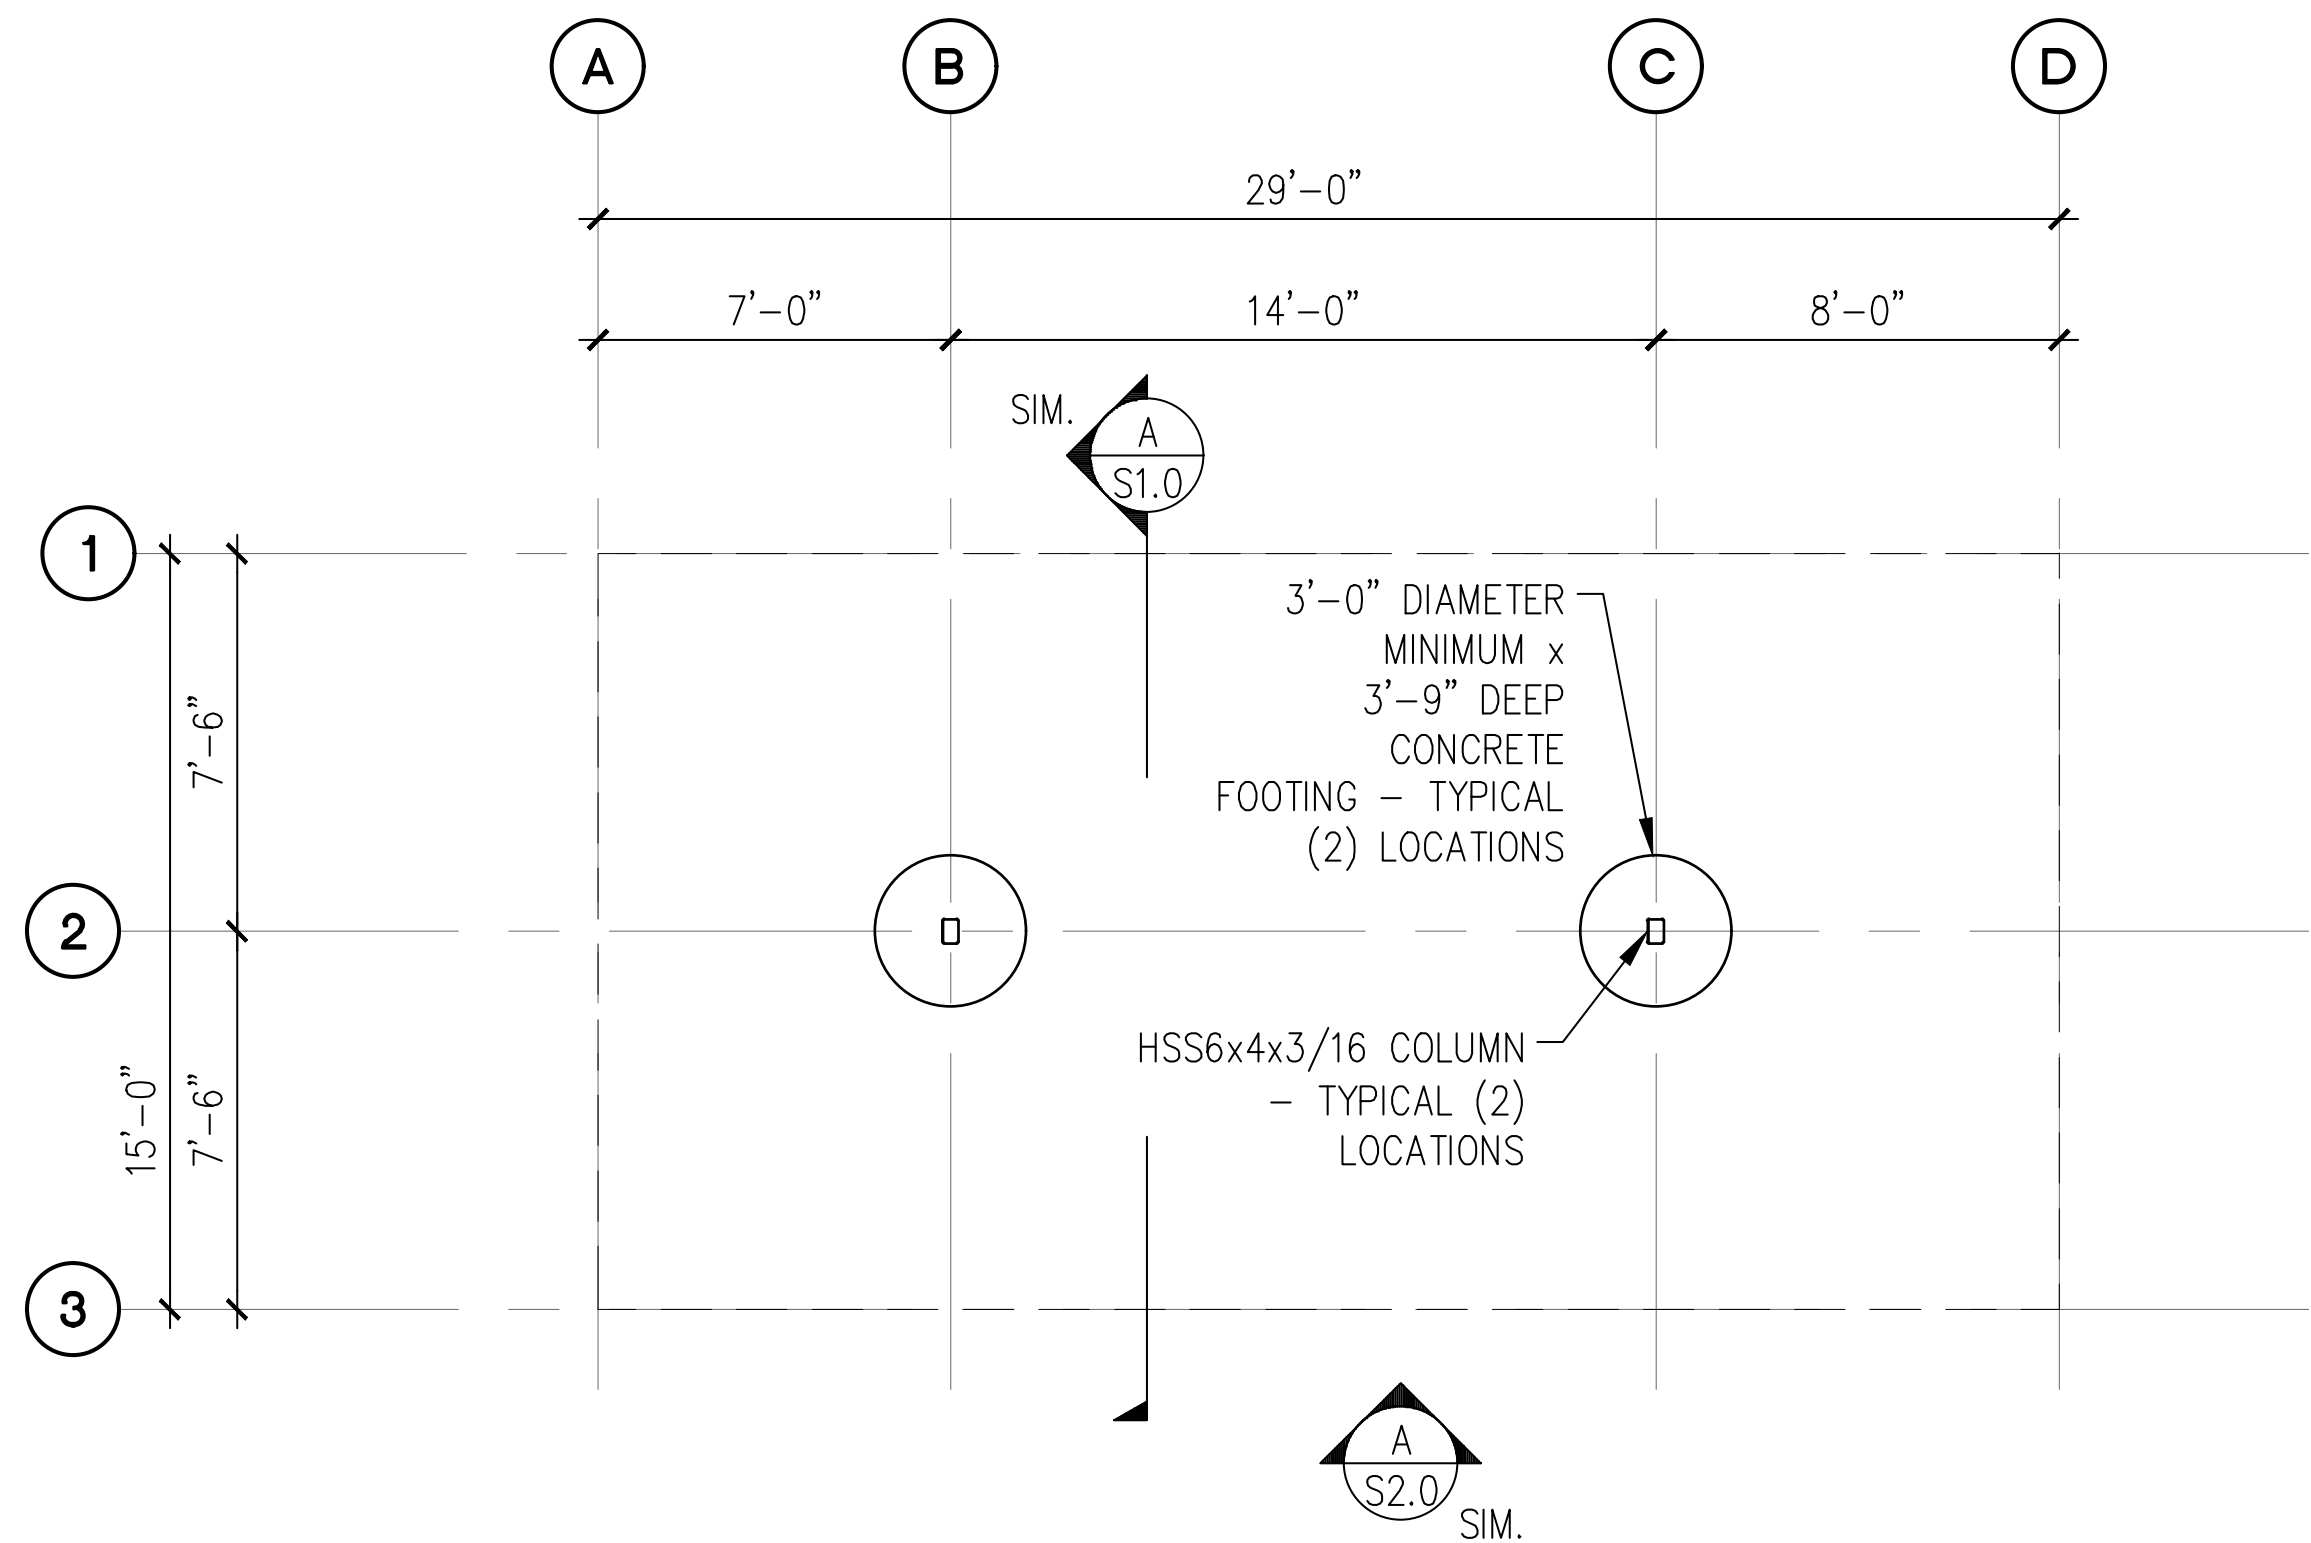 A
B
C
D
29'-0"
7'-0"
14'-0"
8'-0"
SIM.
A
S1.0
1
3'-0" DIAMETER
MINIMUM x
3'-9" DEEP
CONCRETE
FOOTING - TYPICAL
(2) LOCATIONS
7'-6"
2
HSS6x4x3/16 COLUMN
- TYPICAL (2)
LOCATIONS
15'-0"
7'-6"
3
A
S2.0
SIM.